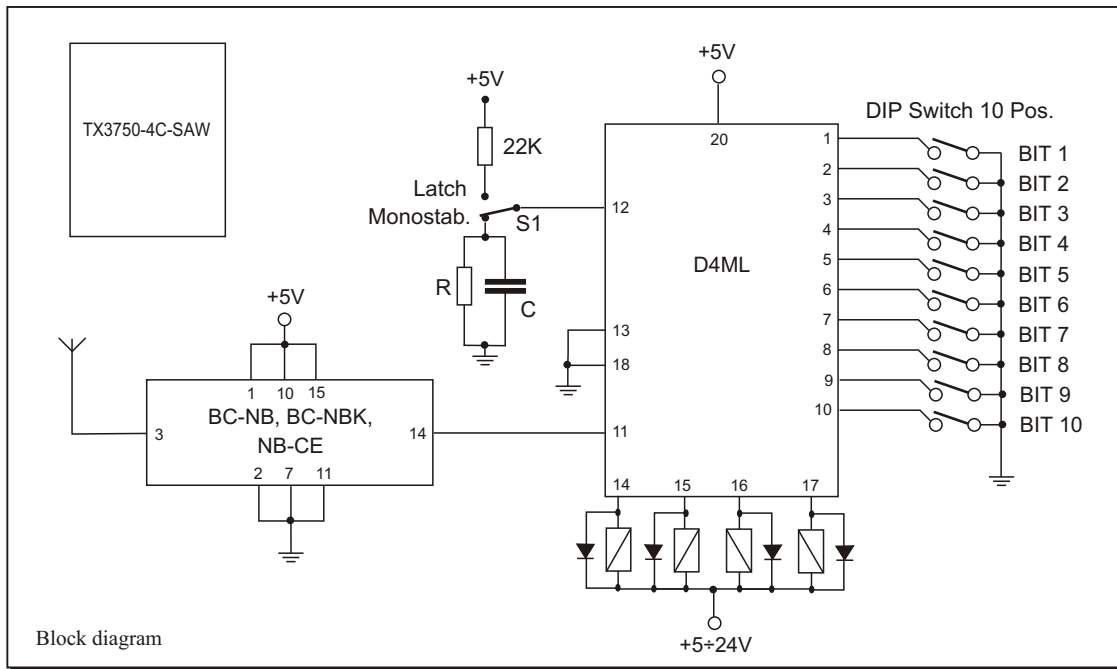 TX3750-4C-SAW
+5V
22K
Latch
Monostab.
S1
R
C
+5V
20
D4ML
12
13
18
11
14
15
16
17
+5÷24V
DIP Switch 10 Pos.
1
BIT 1
2
BIT 2
3
BIT 3
4
BIT 4
5
BIT 5
6
BIT 6
7
BIT 7
8
BIT 8
9
BIT 9
10
BIT 10
+5V
1 10 15
BC-NB, BC-NBK,
NB-CE
3
14
2 7 11
Block diagram